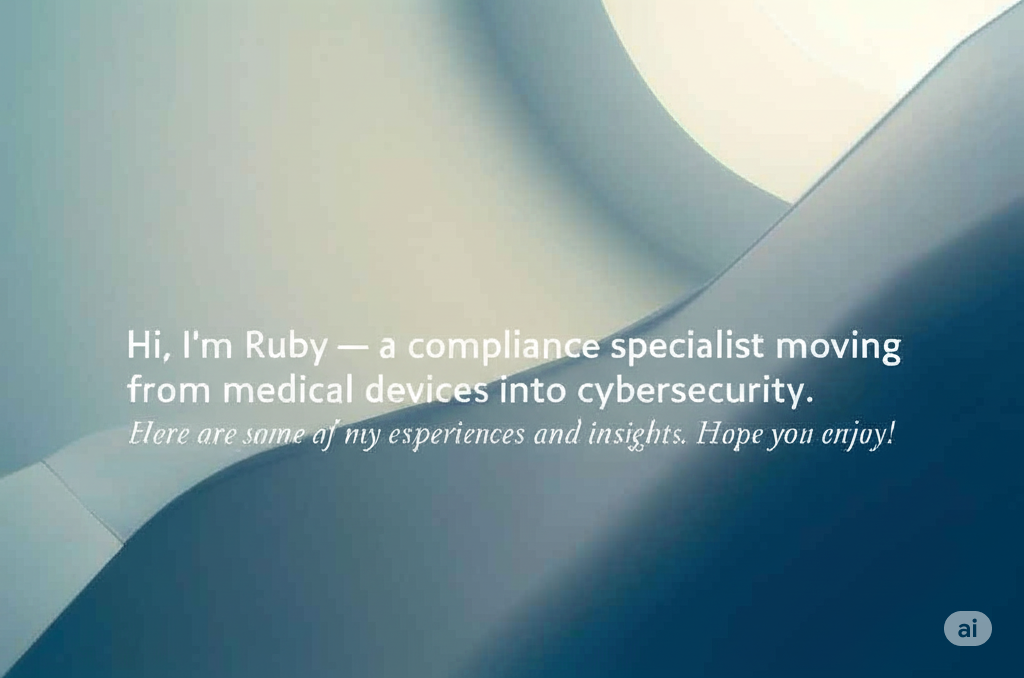 Hi, I'm Ruby — a compliance specialist moving
from medical devices into cybersecurity.
Here are some of my esperiences and insights. Hope you enjoy!
ai